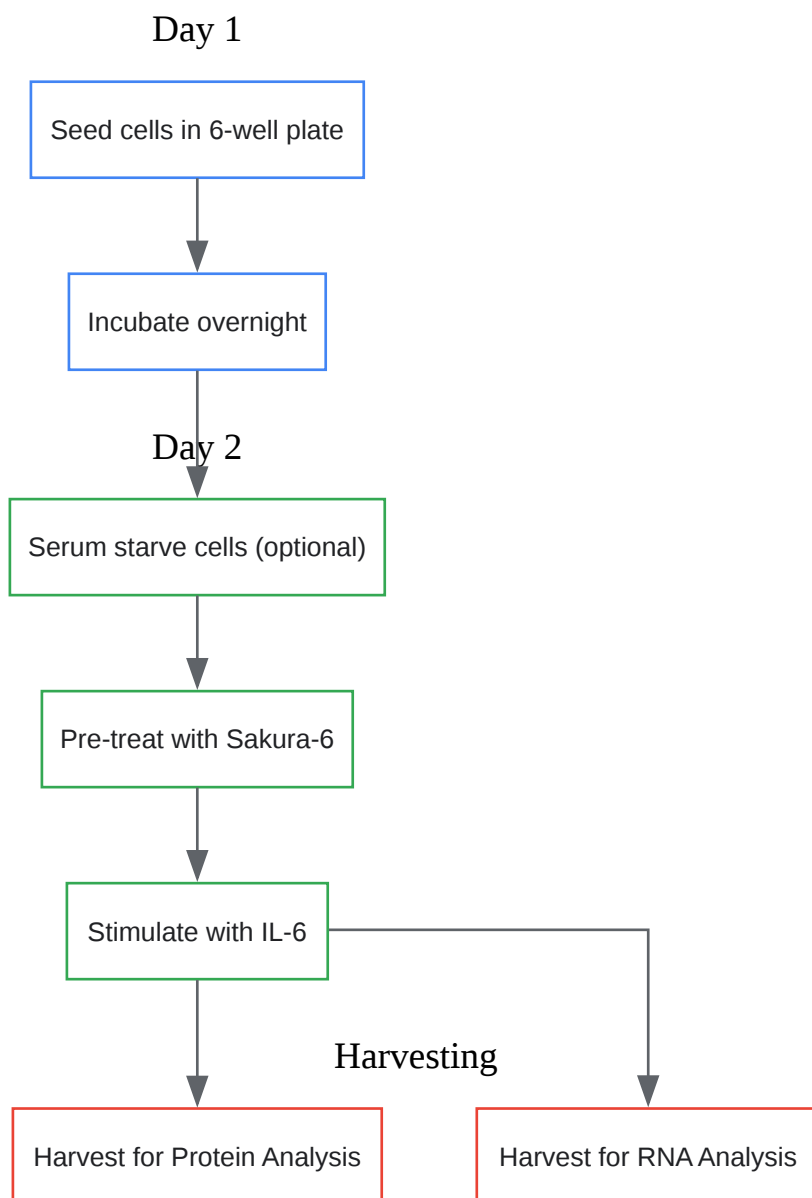 Day 1
Seed cells in 6-well plate
Incubate overnight
Day 2
Serum starve cells (optional)
Pre-treat with Sakura-6
Stimulate with IL-6
Harvesting
Harvest for Protein Analysis
Harvest for RNA Analysis